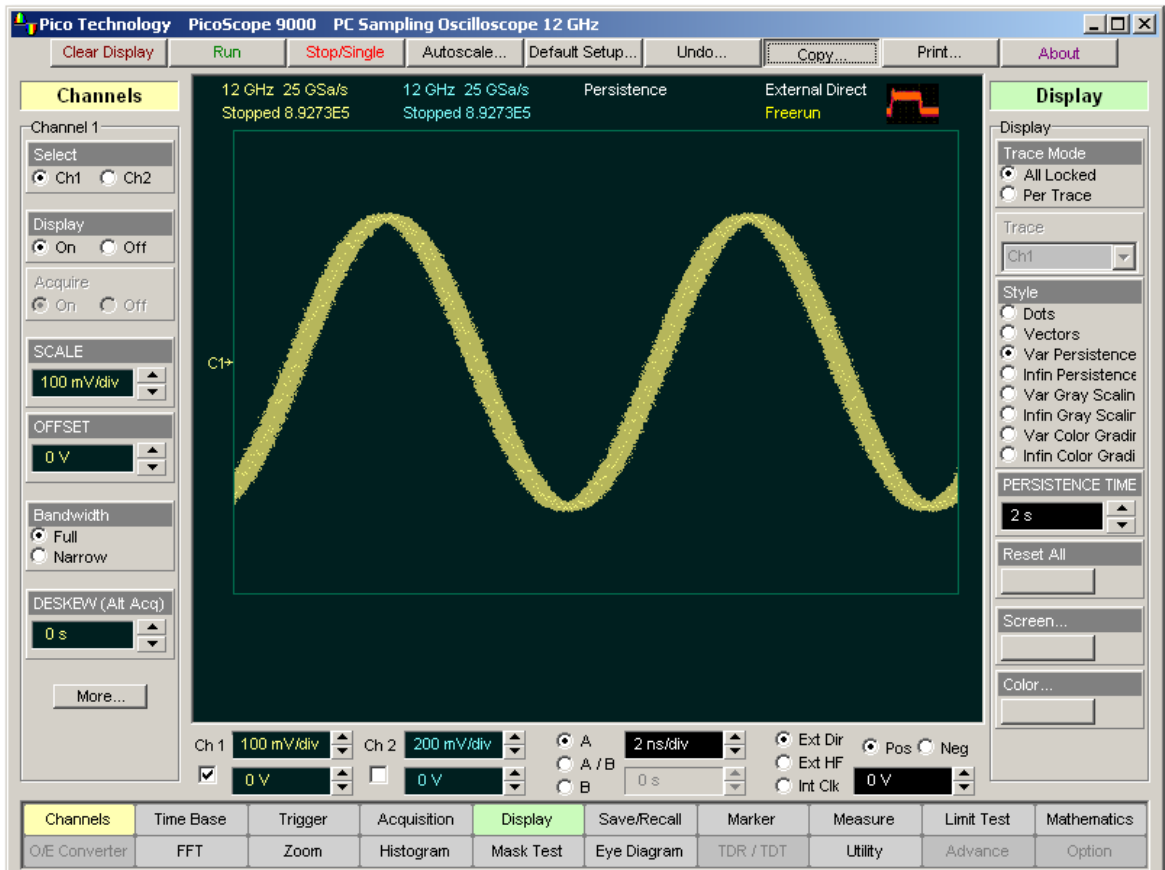 Pico Technology PicoScope 9000 PC Sampling Oscilloscope 12 GHz
Clear Display Run Stop/Single Autoscale... Default Setup... Undo... Copy... Print... About
Channels
Channel 1
Select
Ch1 Ch2
Display
On Off
Acquire
On Off
SCALE
100 mV/div
OFFSET
0 V
Bandwidth
Full
Narrow
DESKEW (Alt Acq)
0 s
More...
12 GHz 25 GSa/s 12 GHz 25 GSa/s Persistence External Direct
Stopped 8.9273E5 Stopped 8.9273E5 Freerun
C1
Display
Display
Trace Mode
All Locked
Per Trace
Trace
Ch1
Style
Dots
Vectors
Var Persistence
Infin Persistence
Var Gray Scalin
Infin Gray Scalin
Var Color Gradin
Infin Color Gradi
PERSISTENCE TIME
2 s
Reset All
Screen...
Color...
Ch 1 100 mV/div Ch 2 200 mV/div A 2 ns/div Ext Dir Pos Neg
A / B Ext HF
0 V 0 V B 0 s Int Clk 0 V
Channels Time Base Trigger Acquisition Display Save/Recall Marker Measure Limit Test Mathematics
O/E Converter FFT Zoom Histogram Mask Test Eye Diagram TDR / TDT Utility Advance Option